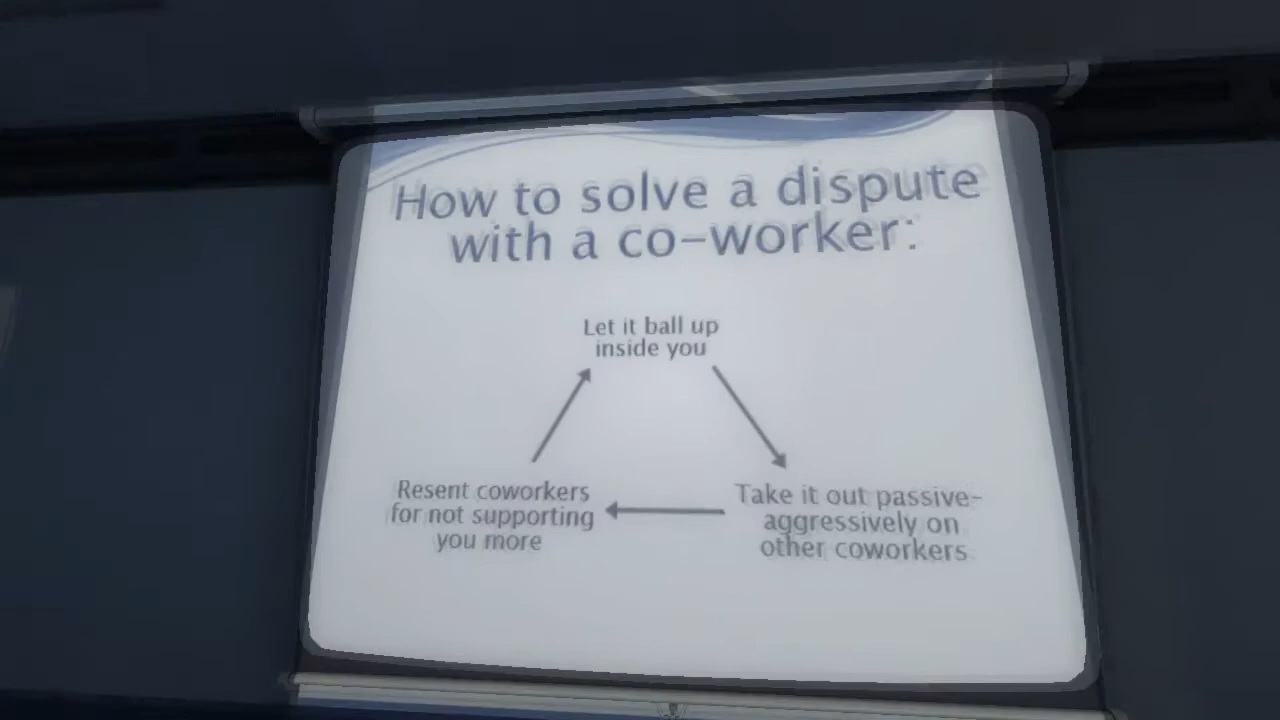 How to solve a dispute
with a co-worker:
Let it ball up
inside you
Resent coworkers
for not supporting
you more
Take it out passive-
aggressively on
other coworkers